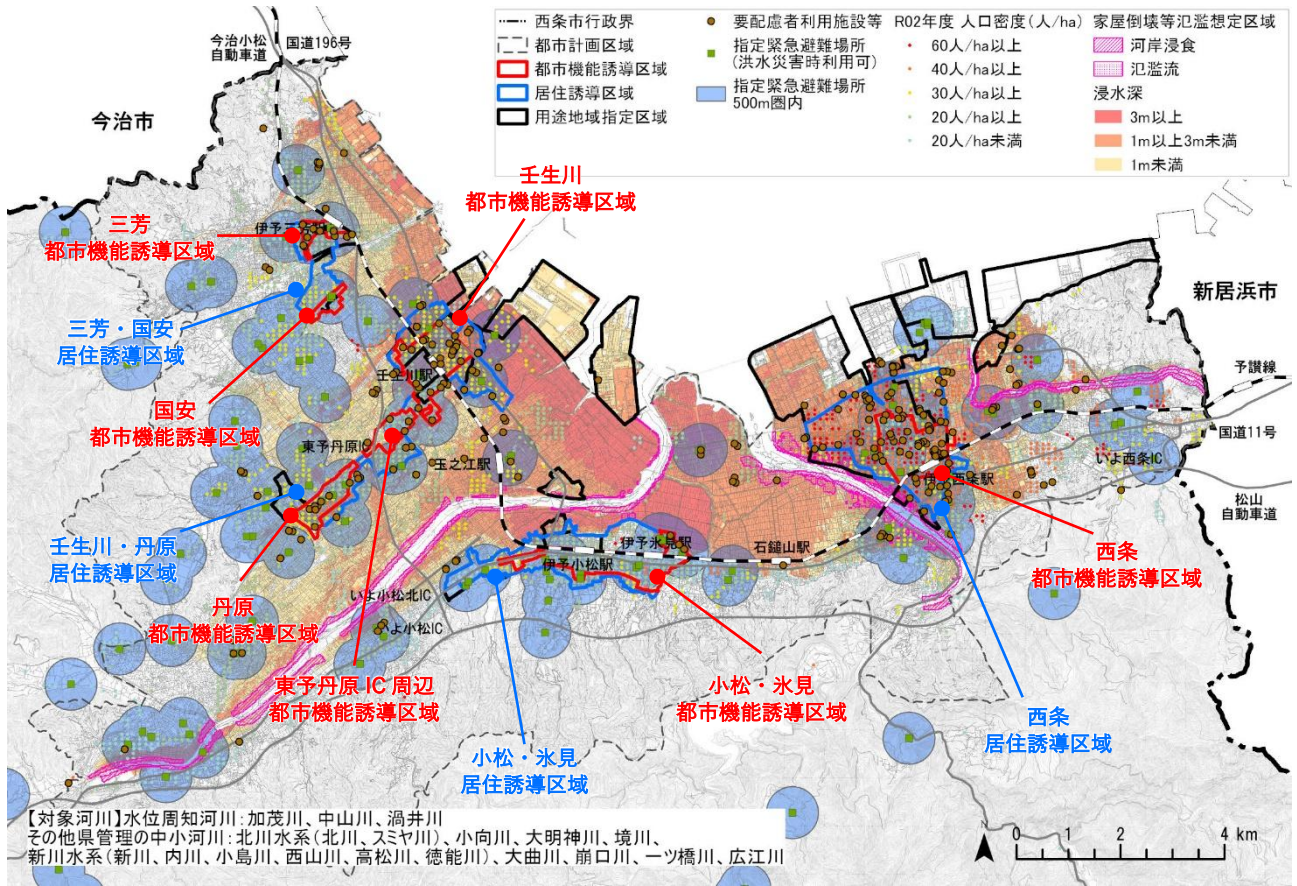 西条市行政界
都市計画区域
都市機能誘導区域
居住誘導区域
用途地域指定区域
要配慮者利用施設等
指定緊急避難場所
(洪水災害時利用可)
指定緊急避難場所
500m圏内
R02年度 人口密度(人/ha)
60人/ha以上
40人/ha以上
30人/ha以上
20人/ha以上
20人/ha未満
家屋倒壊等氾濫想定区域
河岸浸食
氾濫流
浸水深
3m以上
1m以上3m未満
1m未満
今治小松
自動車道
国道196号
今治市
壬生川
都市機能誘導区域
三芳
都市機能誘導区域
三芳・国安
居住誘導区域
国安
都市機能誘導区域
壬生川駅
東予丹原IC
玉之江駅
壬生川・丹原
居住誘導区域
丹原
都市機能誘導区域
いよ小松北IC
いよ小松IC
東予丹原IC周辺
都市機能誘導区域
伊予小松駅
伊予氷見駅
石鎚山駅
小松・氷見
居住誘導区域
小松・氷見
都市機能誘導区域
新居浜市
予讃線
国道11号
いよ西条IC
松山
自動車道
西条
都市機能誘導区域
西条
居住誘導区域
【対象河川】水位周知河川:加茂川、中山川、渦井川
その他県管理の中小河川:北川水系(北川、スミヤ川)、小向川、大明神川、境川、
新川水系(新川、内川、小島川、西山川、高松川、徳能川)、大曲川、崩口川、一ツ橋川、広江川
0 1 2 4 km